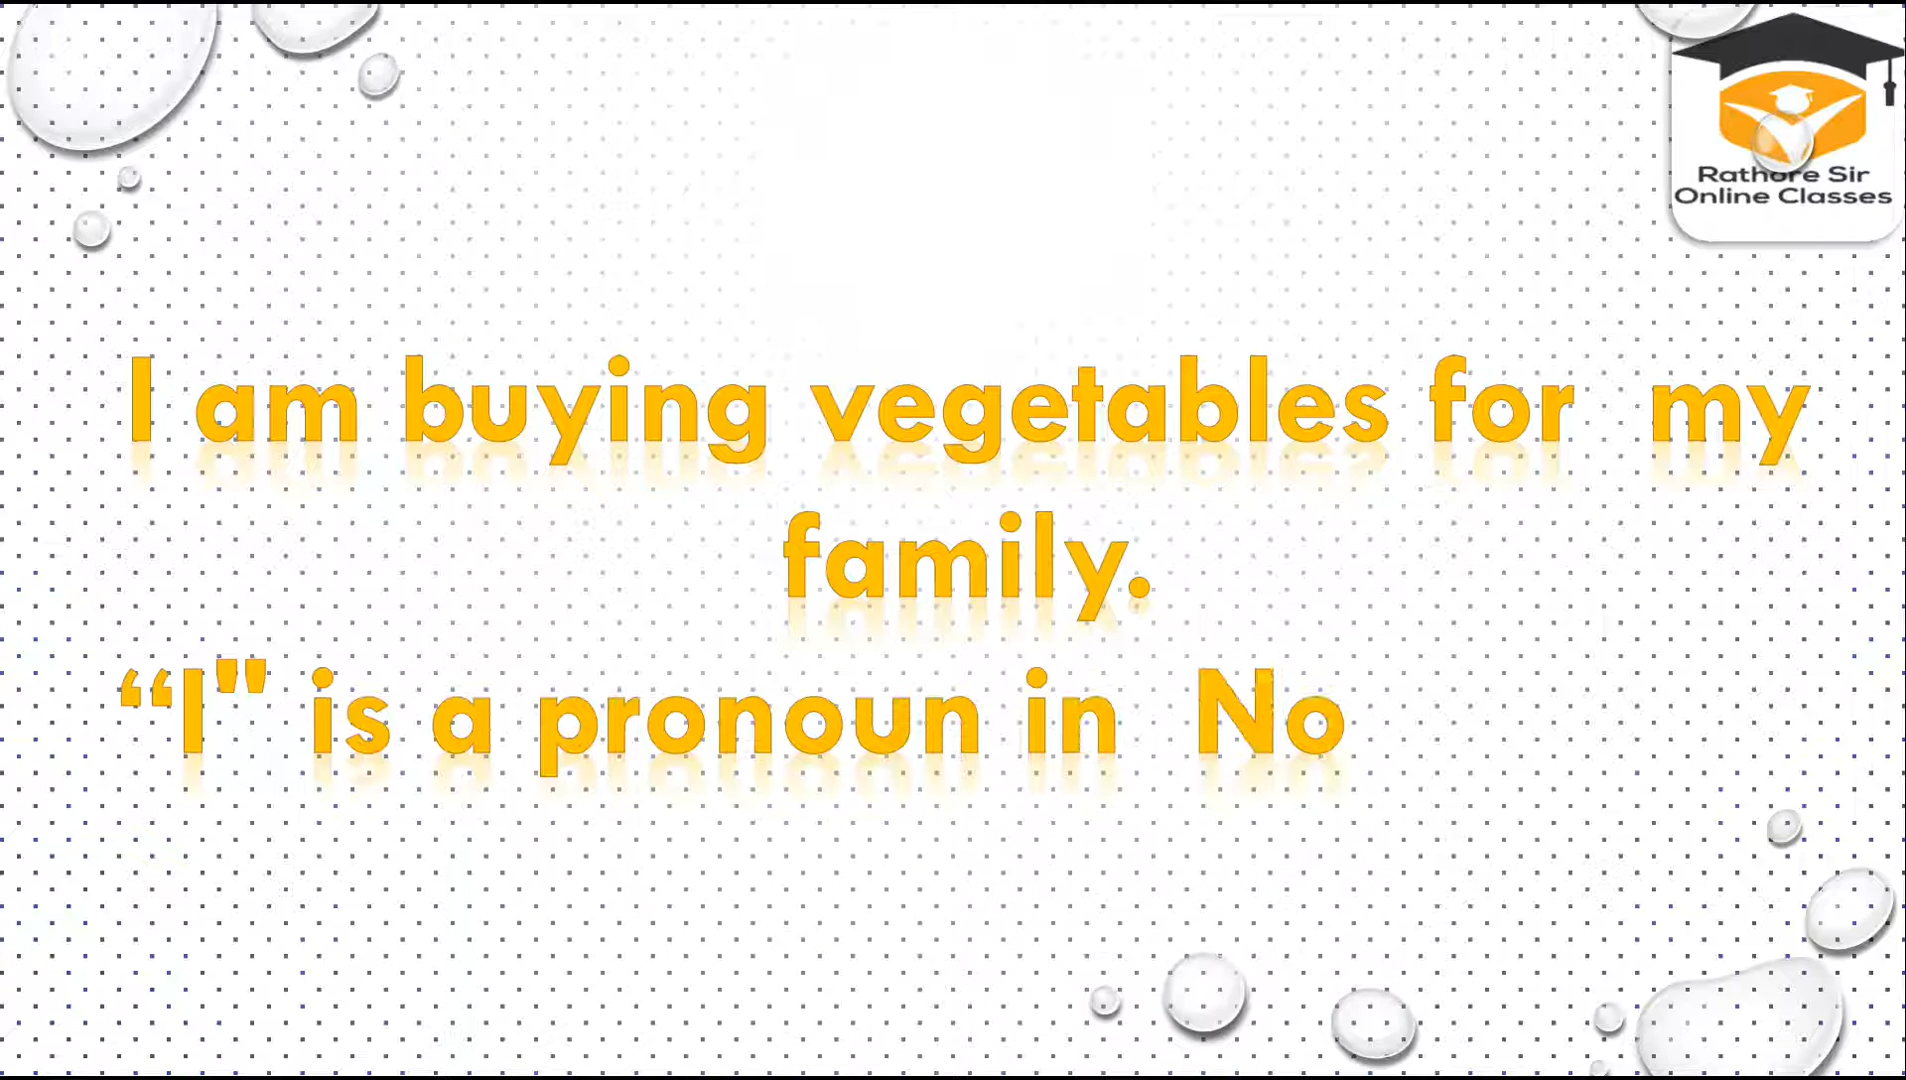 Rathore Sir
Online Classes
I am buying vegetables for my
family.
“I" is a pronoun in No